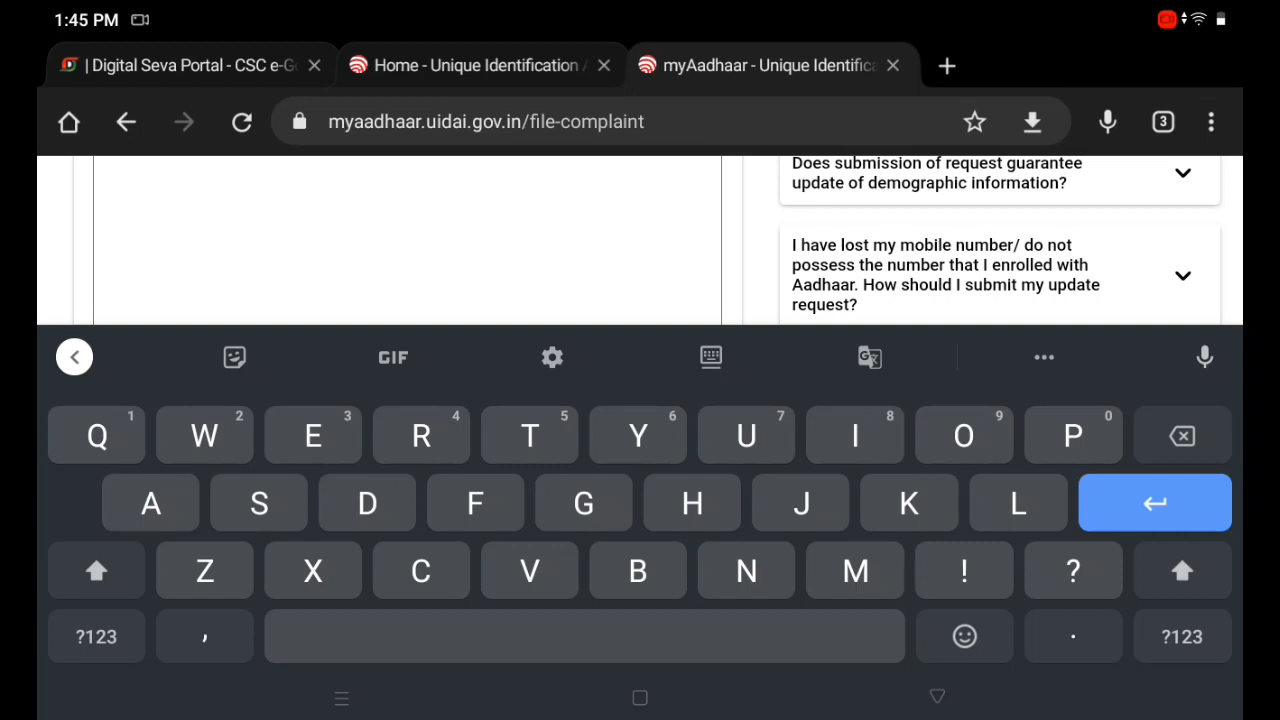 1:45 PM
| Digital Seva Portal - CSC e-G
Home - Unique Identification A
myAadhaar - Unique Identifica
myaadhaar.uidai.gov.in/file-complaint
3
Does submission of request guarantee
update of demographic information?
I have lost my mobile number/ do not
possess the number that I enrolled with
Aadhaar. How should I submit my update
request?
GIF
Q 1 W 2 E 3 R 4 T 5 Y 6 U 7 I 8 O 9 P 0
A S D F G H J K L
Z X C V B N M ! ?
?123 , . ?123